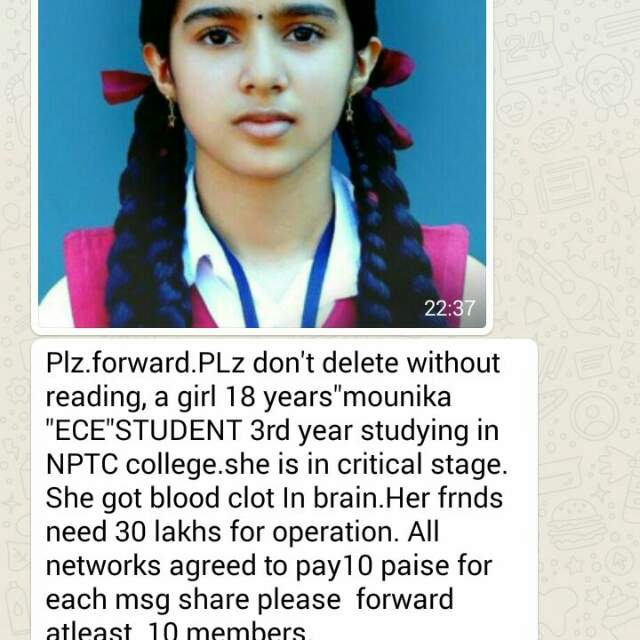 22:37
Plz.forward.PLz don't delete without
reading, a girl 18 years"mounika
"ECE"STUDENT 3rd year studying in
NPTC college.she is in critical stage.
She got blood clot In brain.Her frnds
need 30 lakhs for operation. All
networks agreed to pay10 paise for
each msg share please  forward
atleast  10 members.